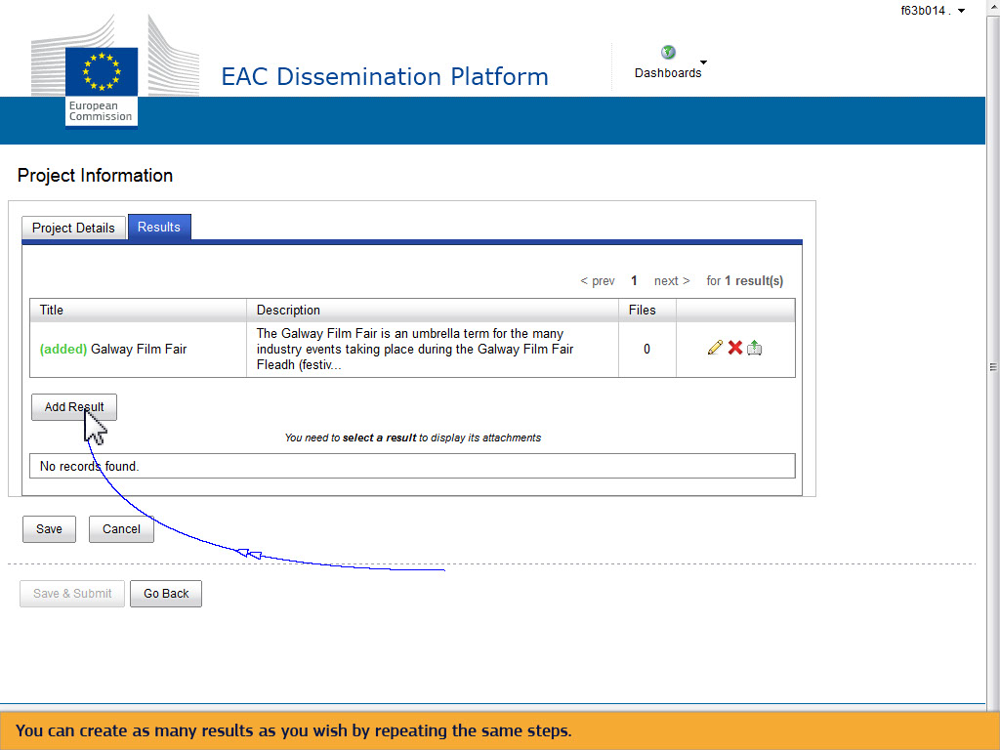 f63b014 .
EAC Dissemination Platform
Dashboards
European
Commission
Project Information
Project Details
Results
< prev 1 next > for 1 result(s)
Title Description Files
(added) Galway Film Fair
The Galway Film Fair is an umbrella term for the many
industry events taking place during the Galway Film Fair
Fleadh (festiv...
0
Add Result
You need to select a result to display its attachments
No records found.
Save Cancel
Save & Submit Go Back
You can create as many results as you wish by repeating the same steps.